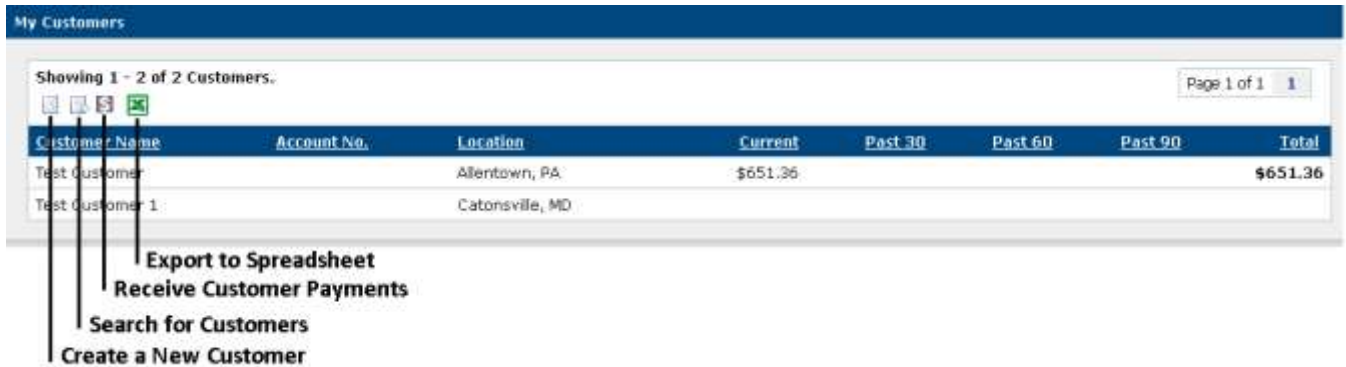 My Customers
Showing 1 - 2 of 2 Customers.
Page 1 of 1 1
Customer Name Account No. Location Current Past 30 Past 60 Past 90 Total
Test Customer Allentown, PA $651.36 $651.36
Test Customer 1 Catonsville, MD
Export to Spreadsheet
Receive Customer Payments
Search for Customers
Create a New Customer